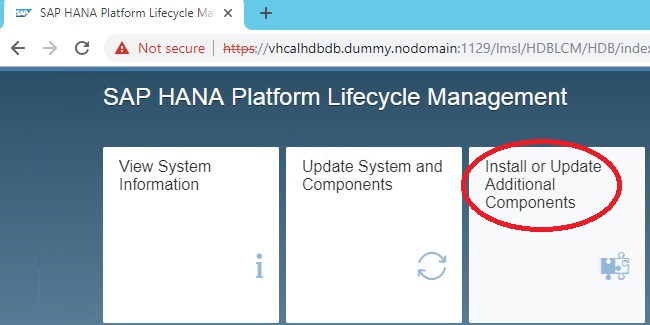 SAP SAP HANA Platform Lifecycle Ma
Not secure https://vhcalhdbdb.dummy.nodomain:1129/lmsl/HDBLCM/HDB/index
SAP HANA Platform Lifecycle Management
View System
Information
Update System and
Components
Install or Update
Additional
Components